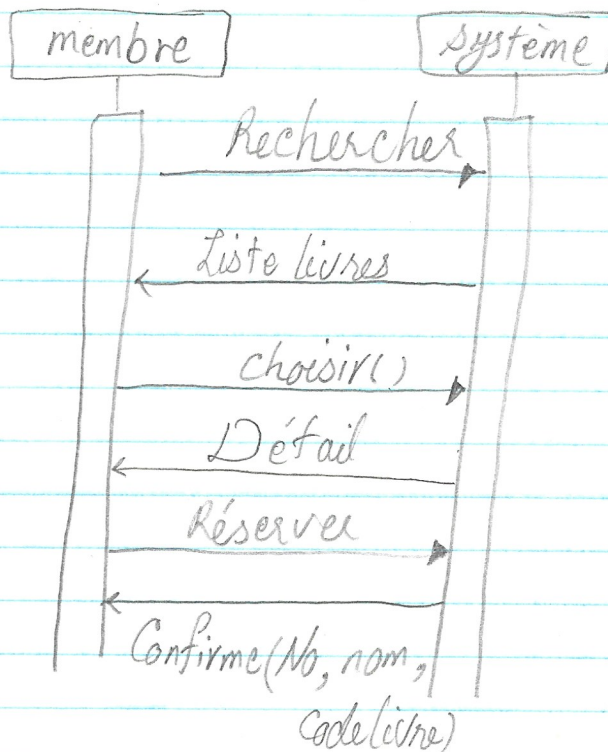 membre
système
Rechercher
Liste livres
choisir()
Détail
Réserver
Confirme(No, nom,
Code livre)